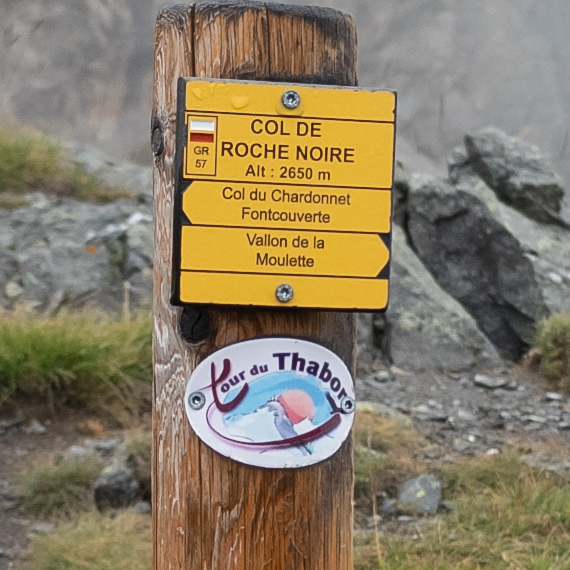 COL DE
ROCHE NOIRE
Alt : 2650 m
GR
57
Col du Chardonnet
Fontcouverte
Vallon de la
Moulette
tour du Thabor